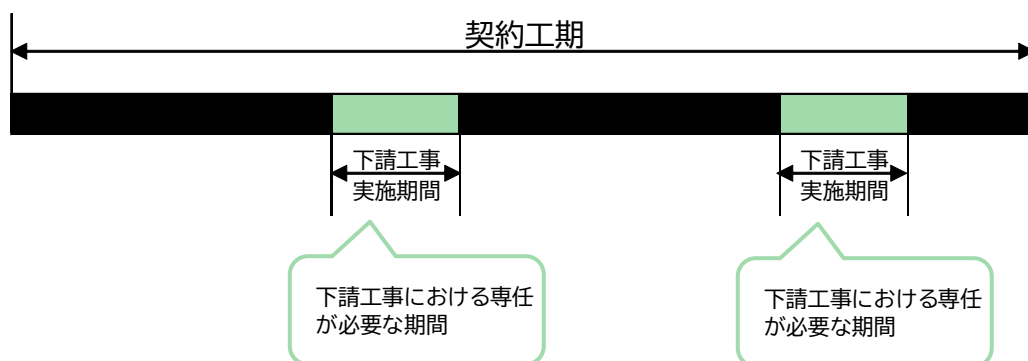 契約工期
下請工事
実施期間
下請工事
実施期間
下請工事における専任
が必要な期間
下請工事における専任
が必要な期間